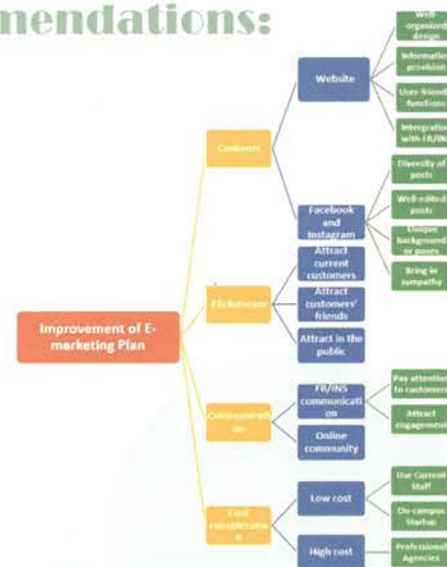 mendations:
Improvement of E-
marketing Plan
Contents
Clickstream
Communicati
on
Cost
consideratio
n
Website
Facebook
and
Instagram
Attract
current
customers
Attract
customers'
friends
Attract in the
public
FB/INS
communicati
on
Online
community
Low cost
High cost
Well-
organized
design
Information
provision
User-friendly
functions
Intergration
with FB/INS
Diversity of
posts
Well-edited
posts
Unique
background
or poses
Bring in
sympathy
Pay attention
to customers
Attract
engagement
Use Current
Staff
On-campus
Startup
Professional
Agencies